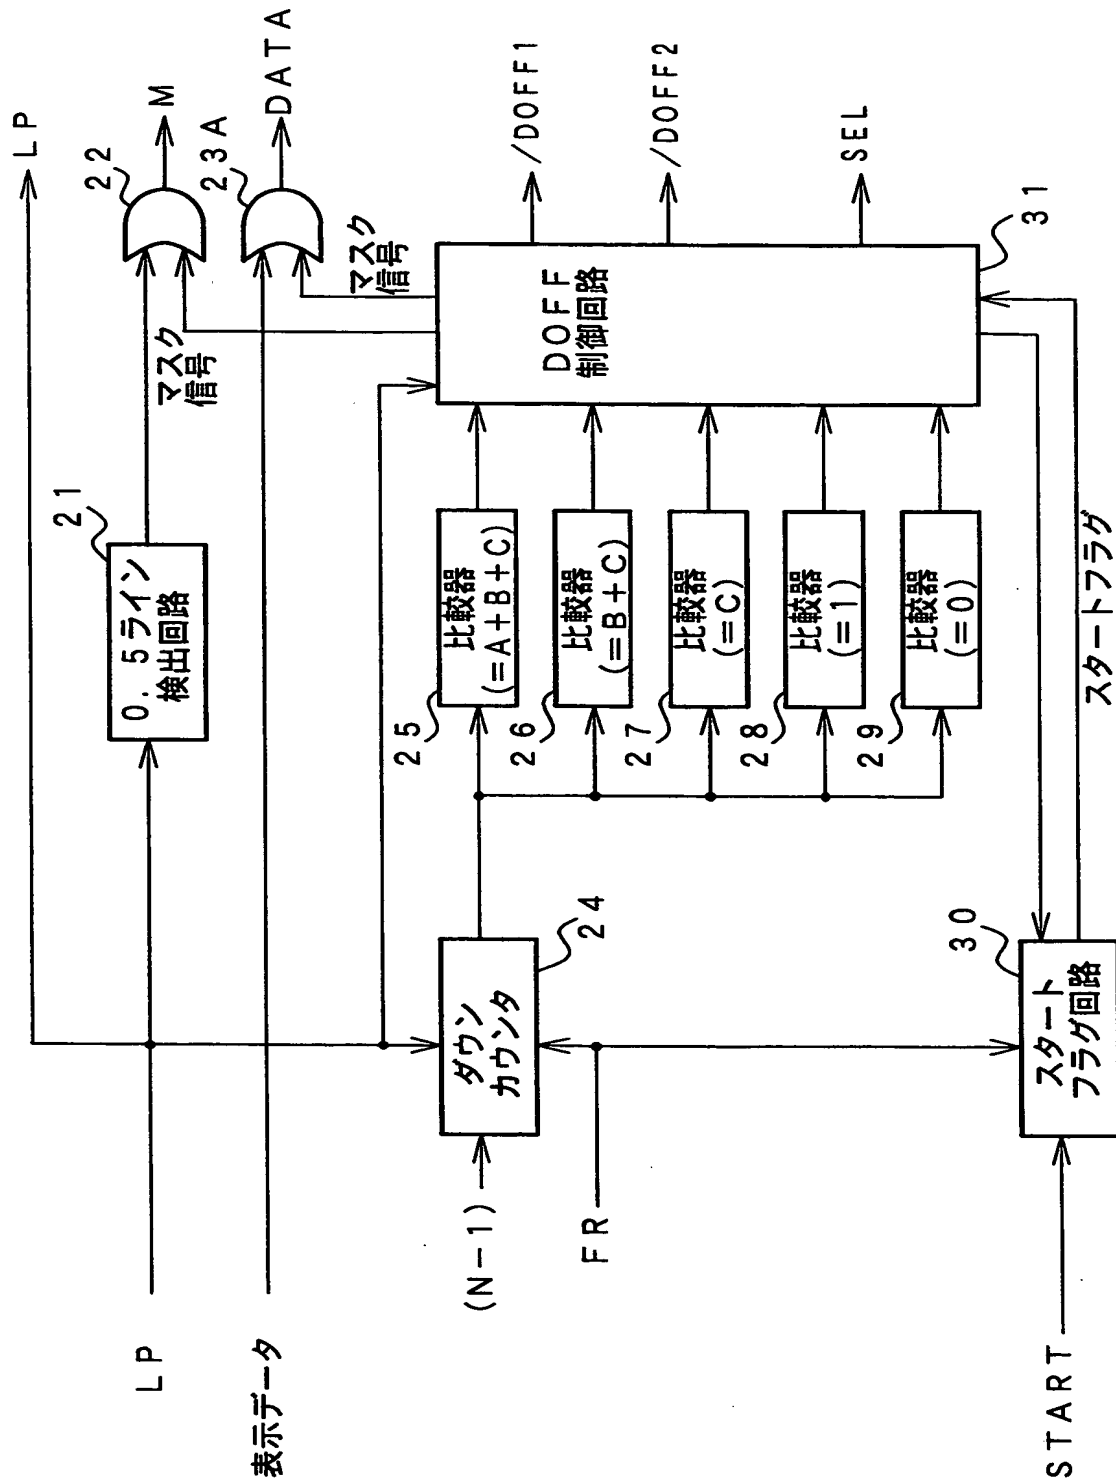 LP
表示データ
LP
21
0.5ライン
検出回路
22
M
マスク
信号
23A
DATA
マスク
信号
(N-1)
ダウン
カウンタ
24
FR
25
比較器
(=A+B+C)
26
比較器
(=B+C)
27
比較器
(=C)
28
比較器
(=1)
29
比較器
(=0)
DOFF
制御回路
31
/DOFF1
/DOFF2
SEL
START
30
スタート
フラグ回路
スタートフラグ